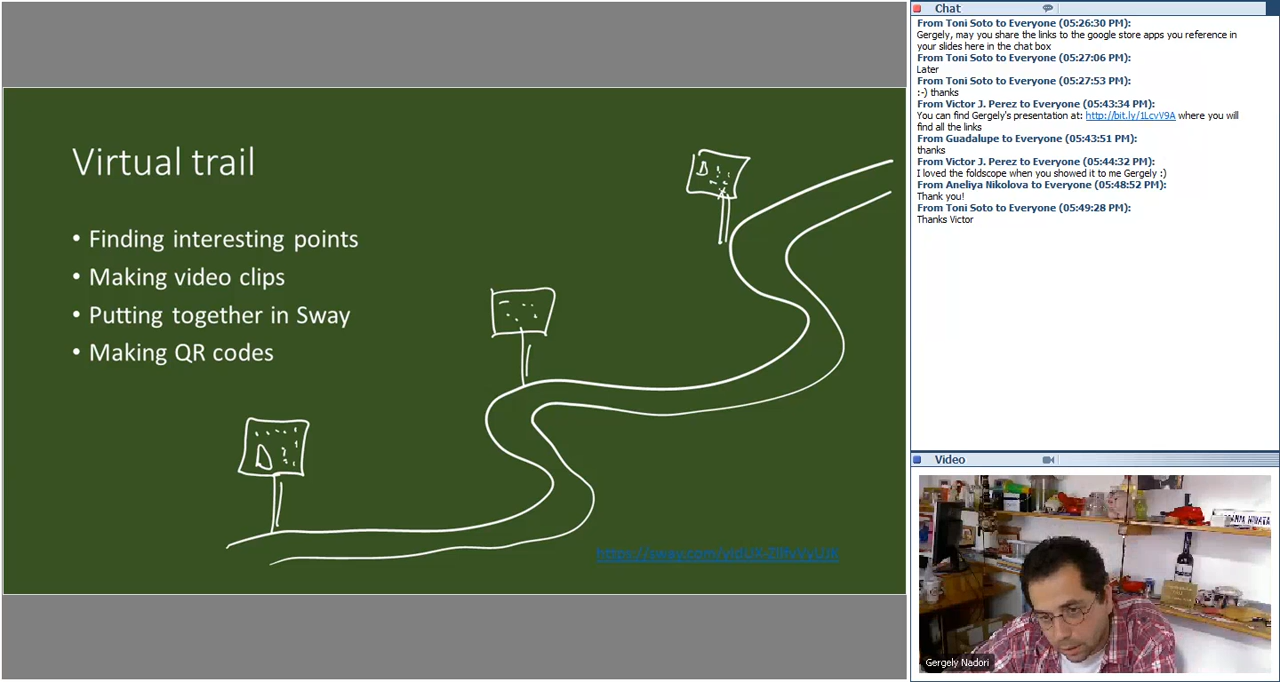 Virtual trail
• Finding interesting points
• Making video clips
• Putting together in Sway
• Making QR codes
Chat
From Toni Soto to Everyone (05:26:30 PM):
Gergely, may you share the links to the google store apps you reference in
your slides here in the chat box
From Toni Soto to Everyone (05:27:06 PM):
Later
From Toni Soto to Everyone (05:27:53 PM):
:-) thanks
From Victor J. Perez to Everyone (05:43:34 PM):
You can find Gergely's presentation at: http://bit.ly/1LcvV9A where you will
find all the links
From Guadalupe to Everyone (05:43:51 PM):
thanks
From Victor J. Perez to Everyone (05:44:32 PM):
I loved the foldscope when you showed it to me Gergely :)
From Aneliya Nikolova to Everyone (05:48:52 PM):
Thank you!
From Toni Soto to Everyone (05:49:28 PM):
Thanks Victor
Video
Gergely Nadori